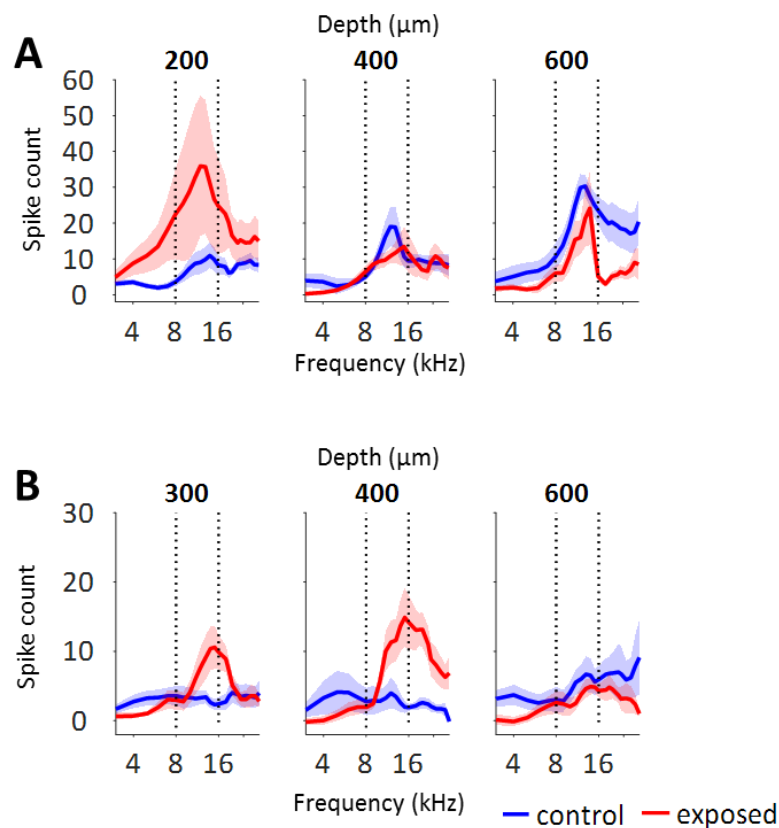 A
Depth (µm)
200 400 600
Spike count
60
50
40
30
20
10
0
4 8 16 4 8 16 4 8 16
Frequency (kHz)
B
Depth (µm)
300 400 600
Spike count
30
20
10
0
4 8 16 4 8 16 4 8 16
Frequency (kHz)
control exposed